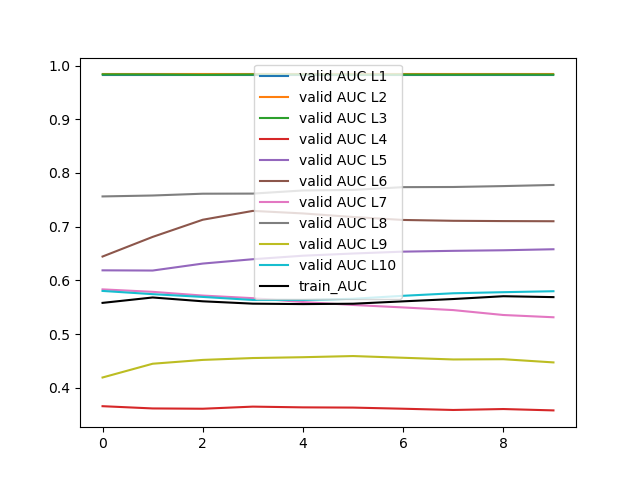 1.0
0.9
0.8
0.7
0.6
0.5
0.4
0 2 4 6 8
valid AUC L1
valid AUC L2
valid AUC L3
valid AUC L4
valid AUC L5
valid AUC L6
valid AUC L7
valid AUC L8
valid AUC L9
valid AUC L10
train_AUC